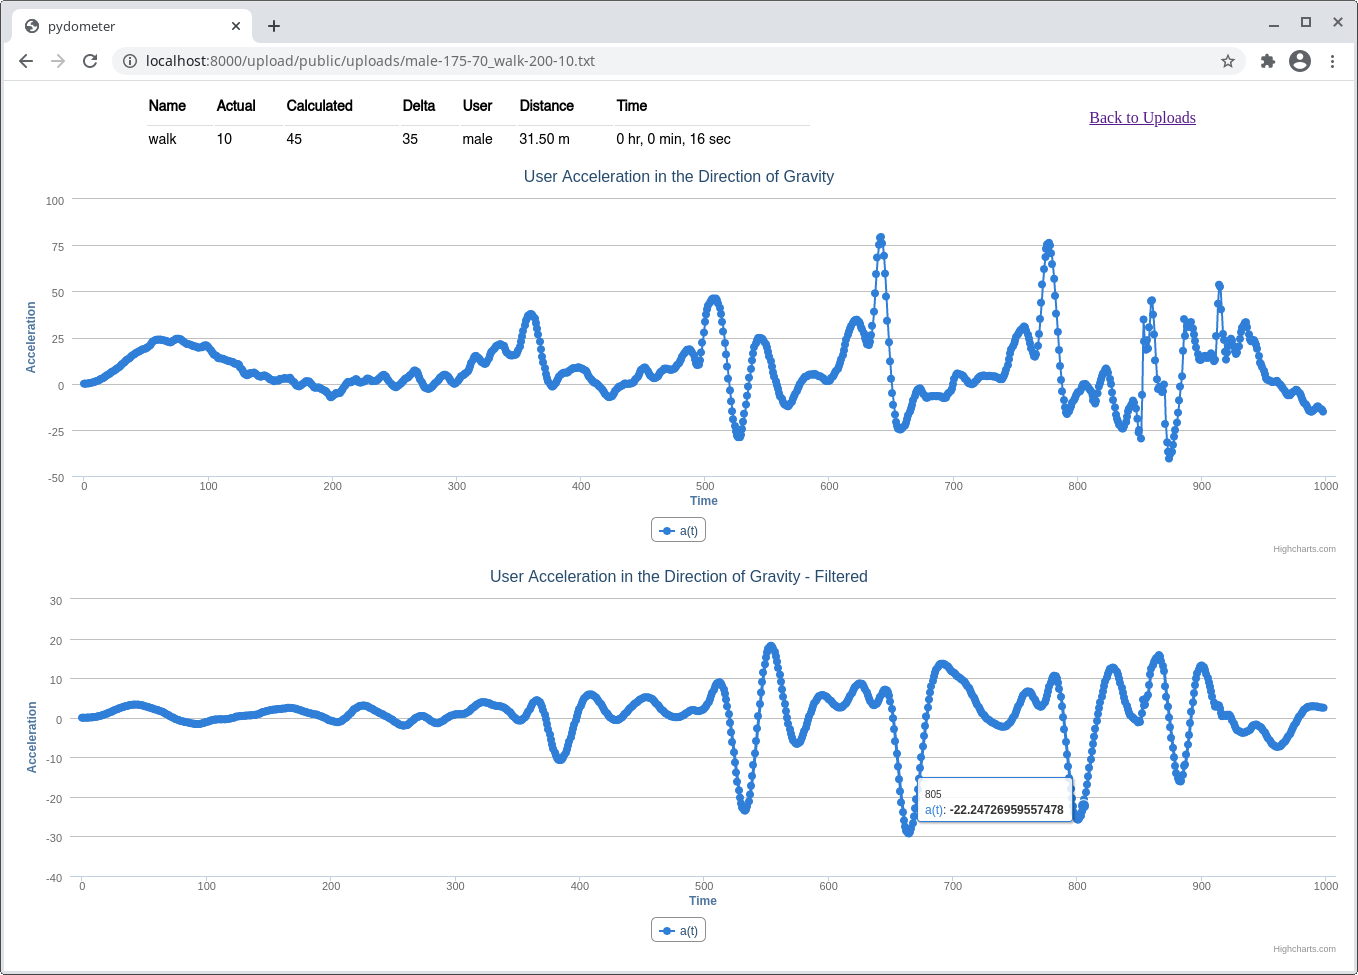 pydometer
localhost:8000/upload/public/uploads/male-175-70_walk-200-10.txt
Name Actual Calculated Delta User Distance Time
walk 10 45 35 male 31.50 m 0 hr, 0 min, 16 sec
Back to Uploads
User Acceleration in the Direction of Gravity
100
75
50
25
0
-25
-50
Acceleration
0 100 200 300 400 500 600 700 800 900 1000
Time
a(t)
Highcharts.com
User Acceleration in the Direction of Gravity - Filtered
30
20
10
0
-10
-20
-30
-40
Acceleration
805
a(t): -22.24726959557478
0 100 200 300 400 500 600 700 800 900 1000
Time
a(t)
Highcharts.com